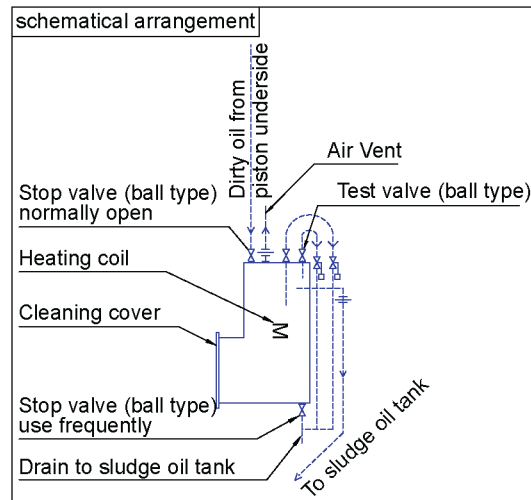 schematical arrangement
Dirty oil from
piston underside
Air Vent
Stop valve (ball type)
normally open
Test valve (ball type)
Heating coil
Cleaning cover
Stop valve (ball type)
use frequently
Drain to sludge oil tank
To sludge oil tank